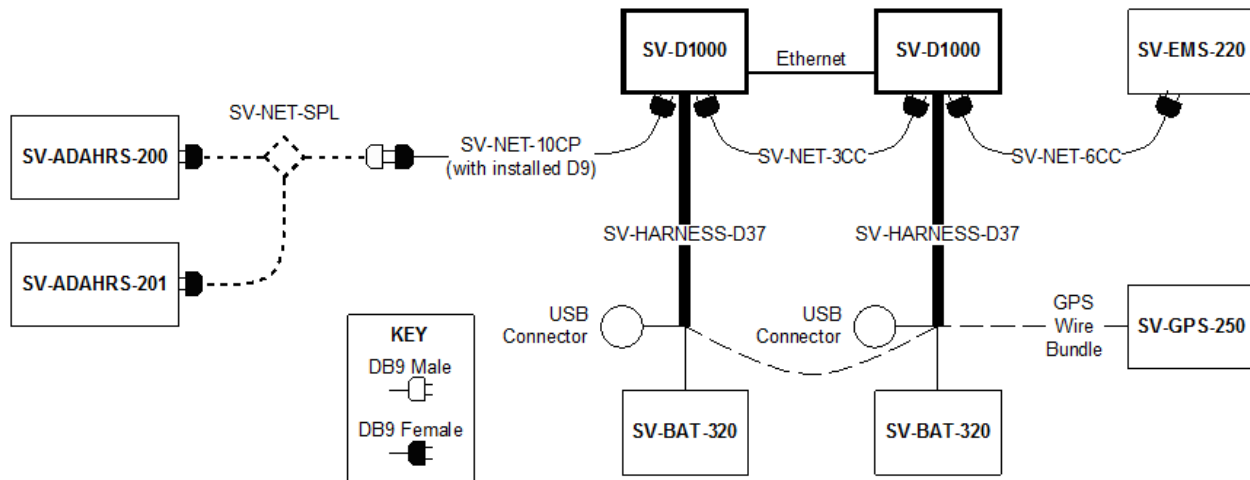 SV-D1000
SV-D1000
SV-EMS-220
Ethernet
SV-NET-SPL
SV-ADAHRS-200
SV-NET-10CP
(with installed D9)
SV-NET-3CC
SV-NET-6CC
SV-HARNESS-D37
SV-HARNESS-D37
SV-ADAHRS-201
USB
Connector
USB
Connector
GPS
Wire
Bundle
SV-GPS-250
KEY
DB9 Male
DB9 Female
SV-BAT-320
SV-BAT-320